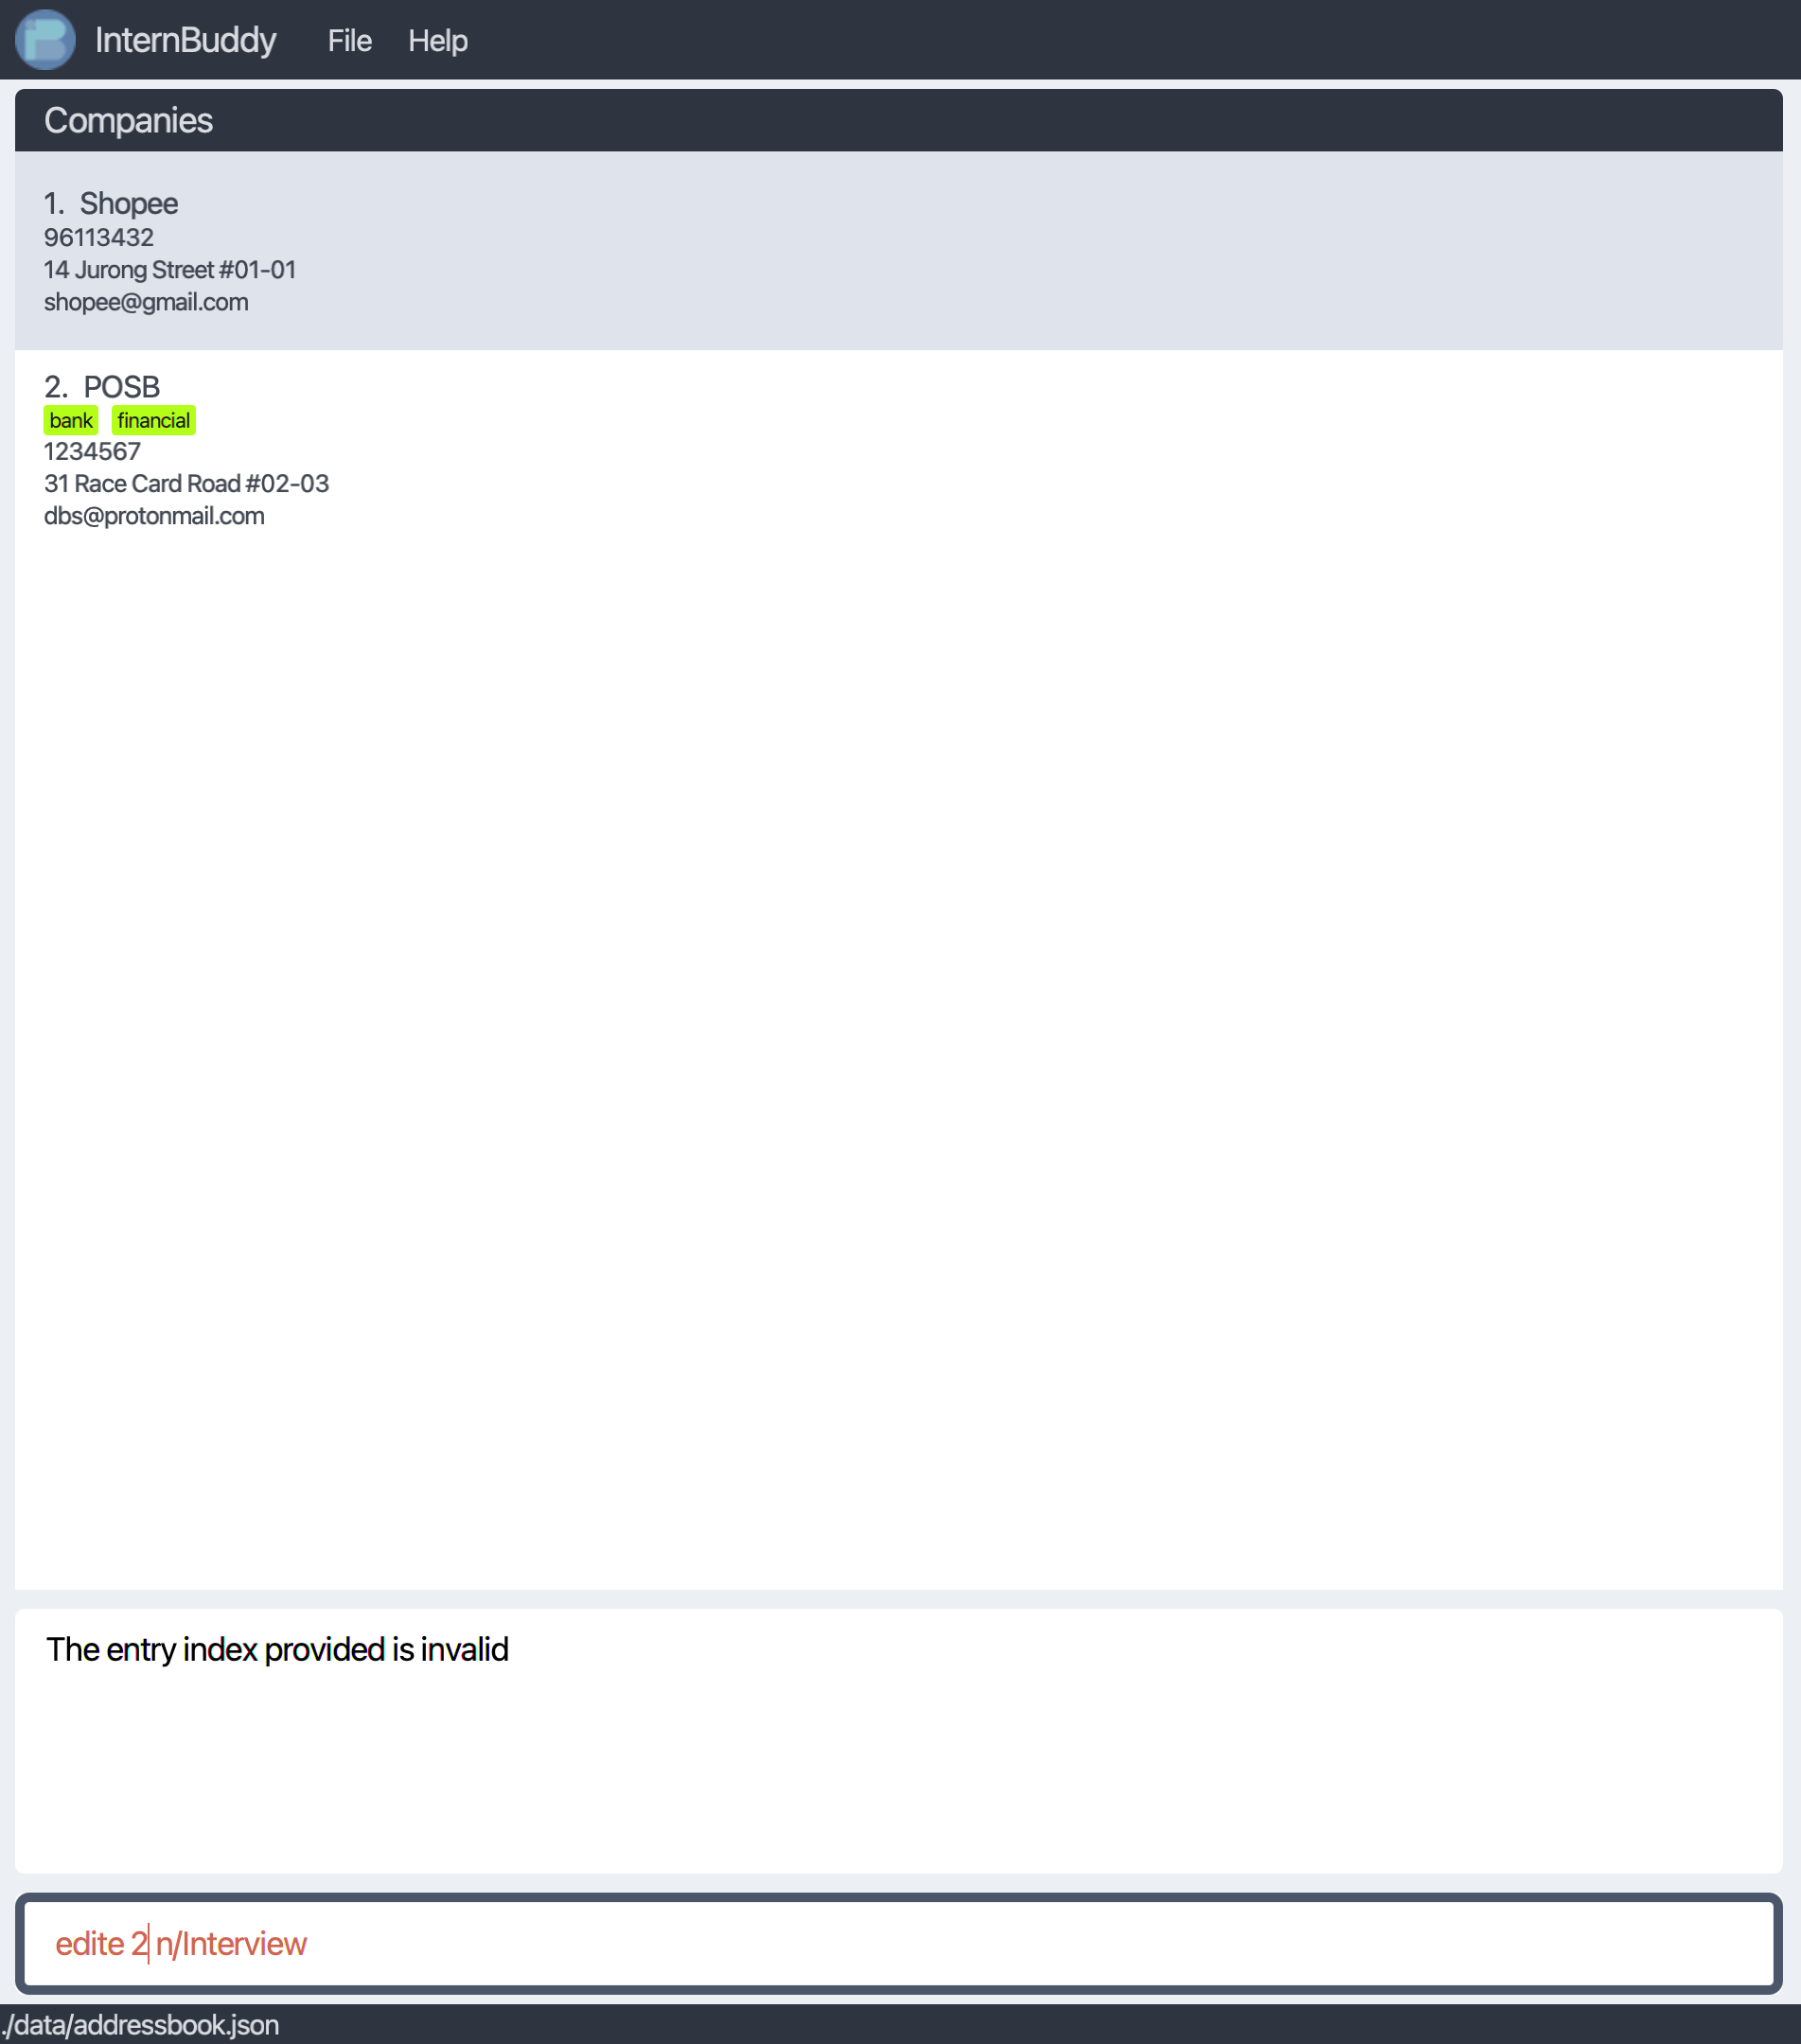 InternBuddy File Help
Companies
1. Shopee
96113432
14 Jurong Street #01-01
shopee@gmail.com
2. POSB
bank financial
1234567
31 Race Card Road #02-03
dbs@protonmail.com
The entry index provided is invalid
edite 2 n/Interview
./data/addressbook.json